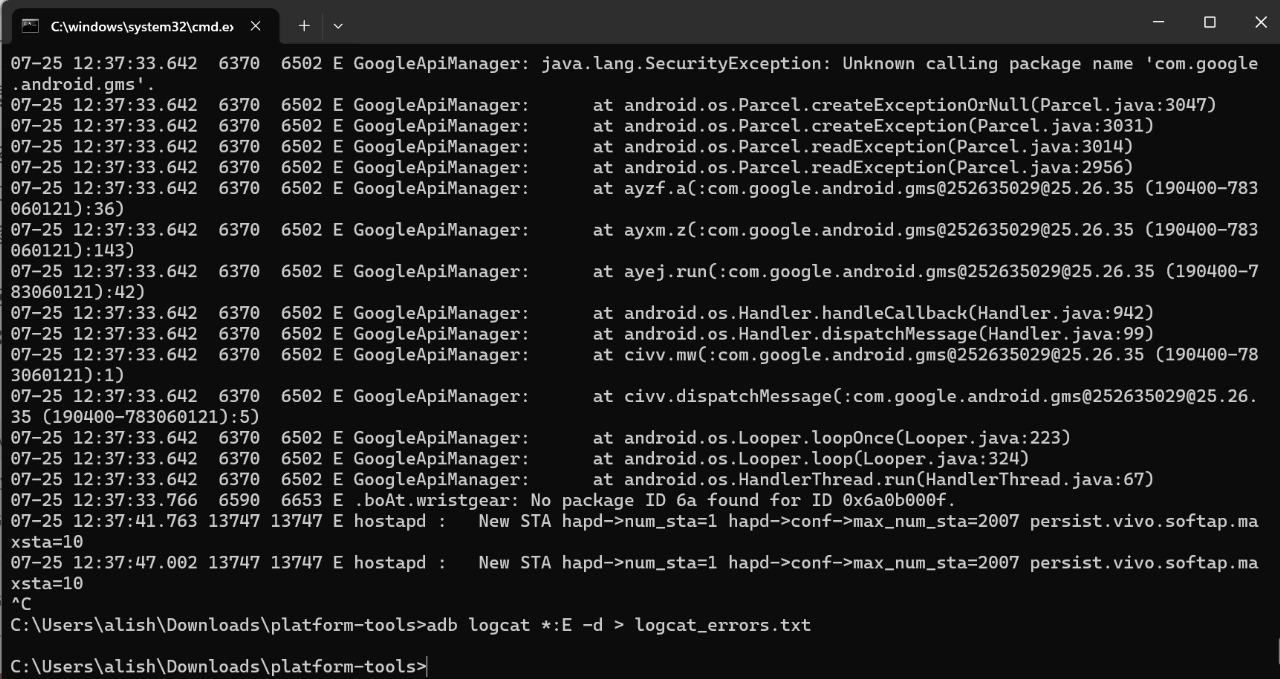 C:\windows\system32\cmd.ex
07-25 12:37:33.642  6370  6502 E GoogleApiManager: java.lang.SecurityException: Unknown calling package name 'com.google
.android.gms'.
07-25 12:37:33.642  6370  6502 E GoogleApiManager:      at android.os.Parcel.createExceptionOrNull(Parcel.java:3047)
07-25 12:37:33.642  6370  6502 E GoogleApiManager:      at android.os.Parcel.createException(Parcel.java:3031)
07-25 12:37:33.642  6370  6502 E GoogleApiManager:      at android.os.Parcel.readException(Parcel.java:3014)
07-25 12:37:33.642  6370  6502 E GoogleApiManager:      at android.os.Parcel.readException(Parcel.java:2956)
07-25 12:37:33.642  6370  6502 E GoogleApiManager:      at ayzf.a(:com.google.android.gms@252635029@25.26.35 (190400-783
060121):36)
07-25 12:37:33.642  6370  6502 E GoogleApiManager:      at ayxm.z(:com.google.android.gms@252635029@25.26.35 (190400-783
060121):143)
07-25 12:37:33.642  6370  6502 E GoogleApiManager:      at ayej.run(:com.google.android.gms@252635029@25.26.35 (190400-7
83060121):42)
07-25 12:37:33.642  6370  6502 E GoogleApiManager:      at android.os.Handler.handleCallback(Handler.java:942)
07-25 12:37:33.642  6370  6502 E GoogleApiManager:      at android.os.Handler.dispatchMessage(Handler.java:99)
07-25 12:37:33.642  6370  6502 E GoogleApiManager:      at civv.mw(:com.google.android.gms@252635029@25.26.35 (190400-78
3060121):1)
07-25 12:37:33.642  6370  6502 E GoogleApiManager:      at civv.dispatchMessage(:com.google.android.gms@252635029@25.26.
35 (190400-783060121):5)
07-25 12:37:33.642  6370  6502 E GoogleApiManager:      at android.os.Looper.loopOnce(Looper.java:223)
07-25 12:37:33.642  6370  6502 E GoogleApiManager:      at android.os.Looper.loop(Looper.java:324)
07-25 12:37:33.642  6370  6502 E GoogleApiManager:      at android.os.HandlerThread.run(HandlerThread.java:67)
07-25 12:37:33.766  6590  6653 E .boAt.wristgear: No package ID 6a found for ID 0x6a0b000f.
07-25 12:37:41.763 13747 13747 E hostapd :   New STA hapd->num_sta=1 hapd->conf->max_num_sta=2007 persist.vivo.softap.ma
xsta=10
07-25 12:37:47.002 13747 13747 E hostapd :   New STA hapd->num_sta=1 hapd->conf->max_num_sta=2007 persist.vivo.softap.ma
xsta=10
^C
C:\Users\alish\Downloads\platform-tools>adb logcat *:E -d > logcat_errors.txt
C:\Users\alish\Downloads\platform-tools>